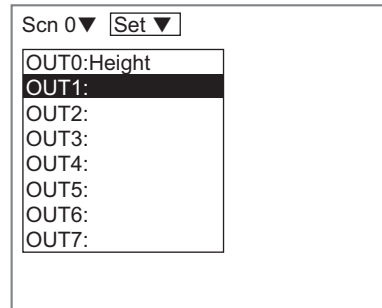 Scn 0▼ Set ▼
OUT0:Height
OUT1:
OUT2:
OUT3:
OUT4:
OUT5:
OUT6:
OUT7: